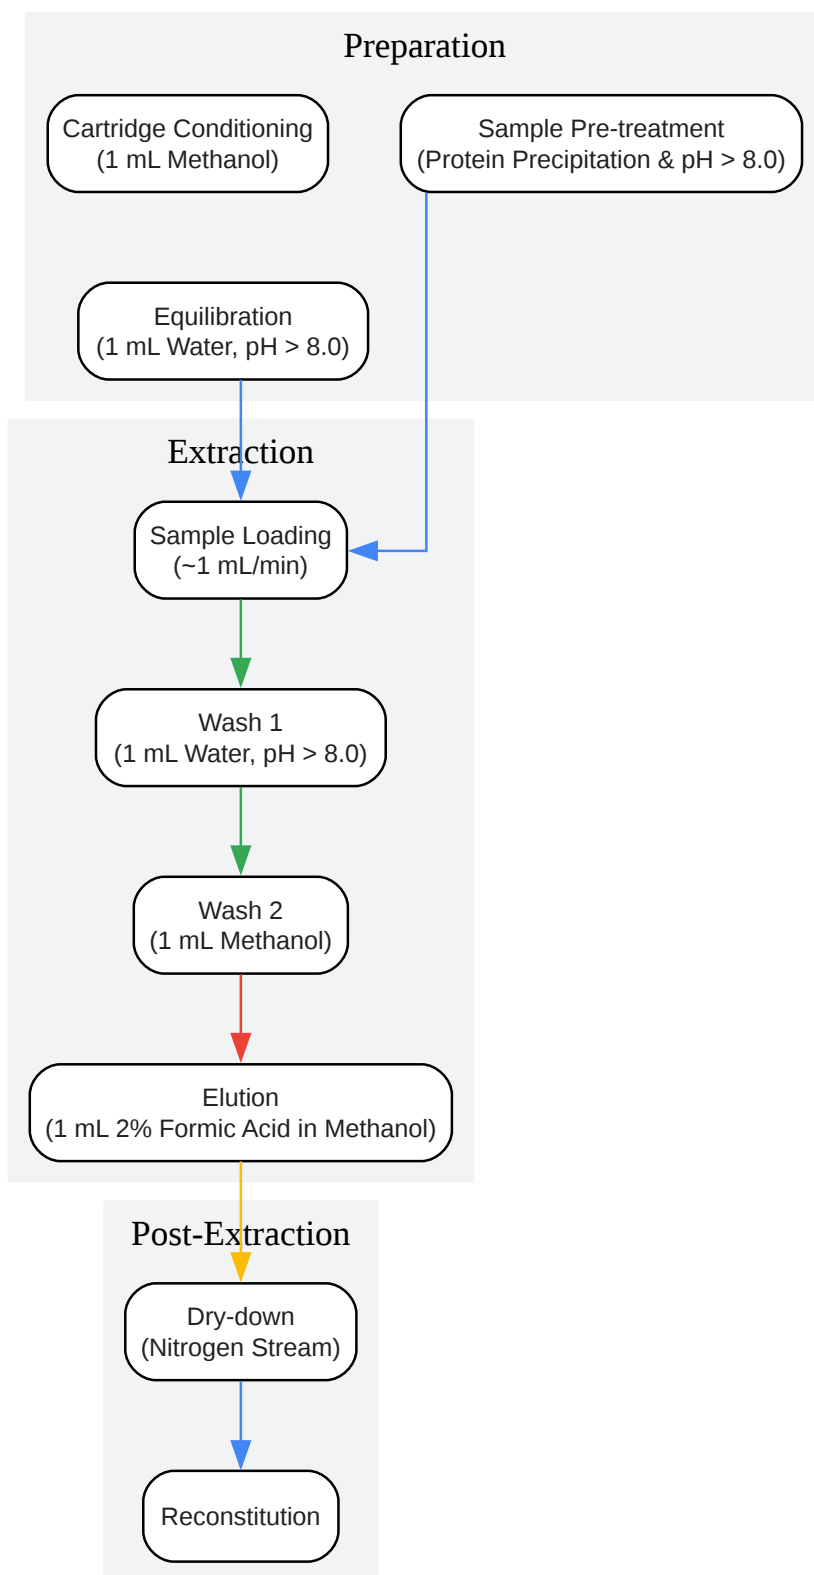 Preparation
Cartridge Conditioning
(1 mL Methanol)
Sample Pre-treatment
(Protein Precipitation & pH > 8.0)
Equilibration
(1 mL Water, pH > 8.0)
Extraction
Sample Loading
(~1 mL/min)
Wash 1
(1 mL Water, pH > 8.0)
Wash 2
(1 mL Methanol)
Elution
(1 mL 2% Formic Acid in Methanol)
Post-Extraction
Dry-down
(Nitrogen Stream)
Reconstitution